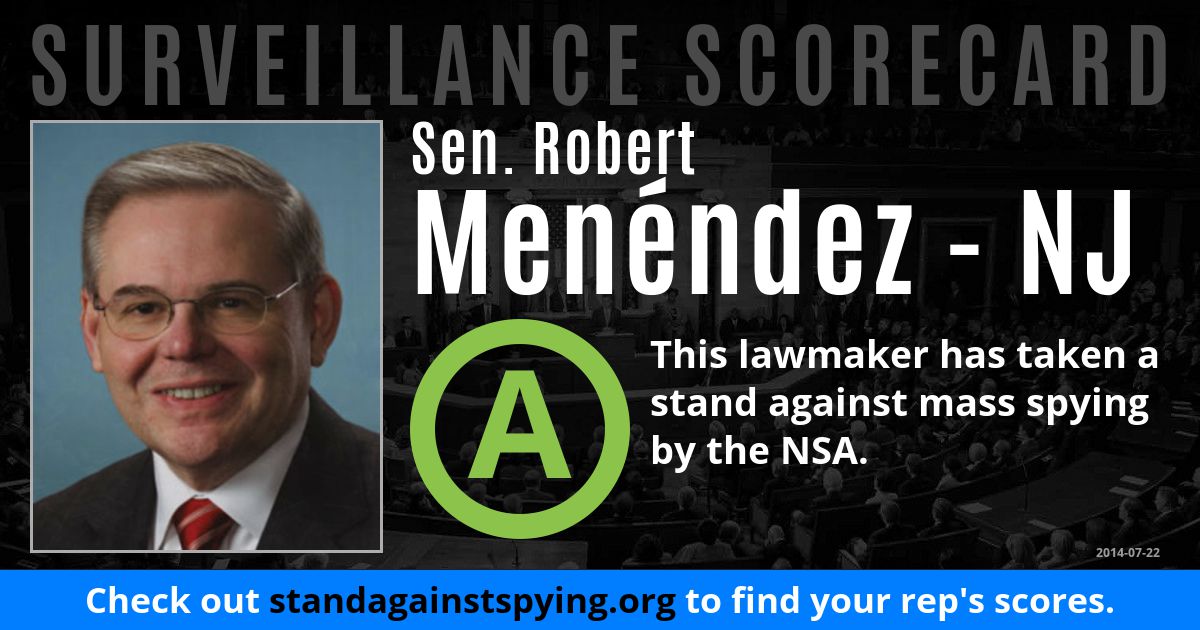 SURVEILLANCE SCORECARD
Sen. Robert
Menéndez - NJ
A
This lawmaker has taken a
stand against mass spying
by the NSA.
2014-07-22
Check out standagainstspying.org to find your rep's scores.